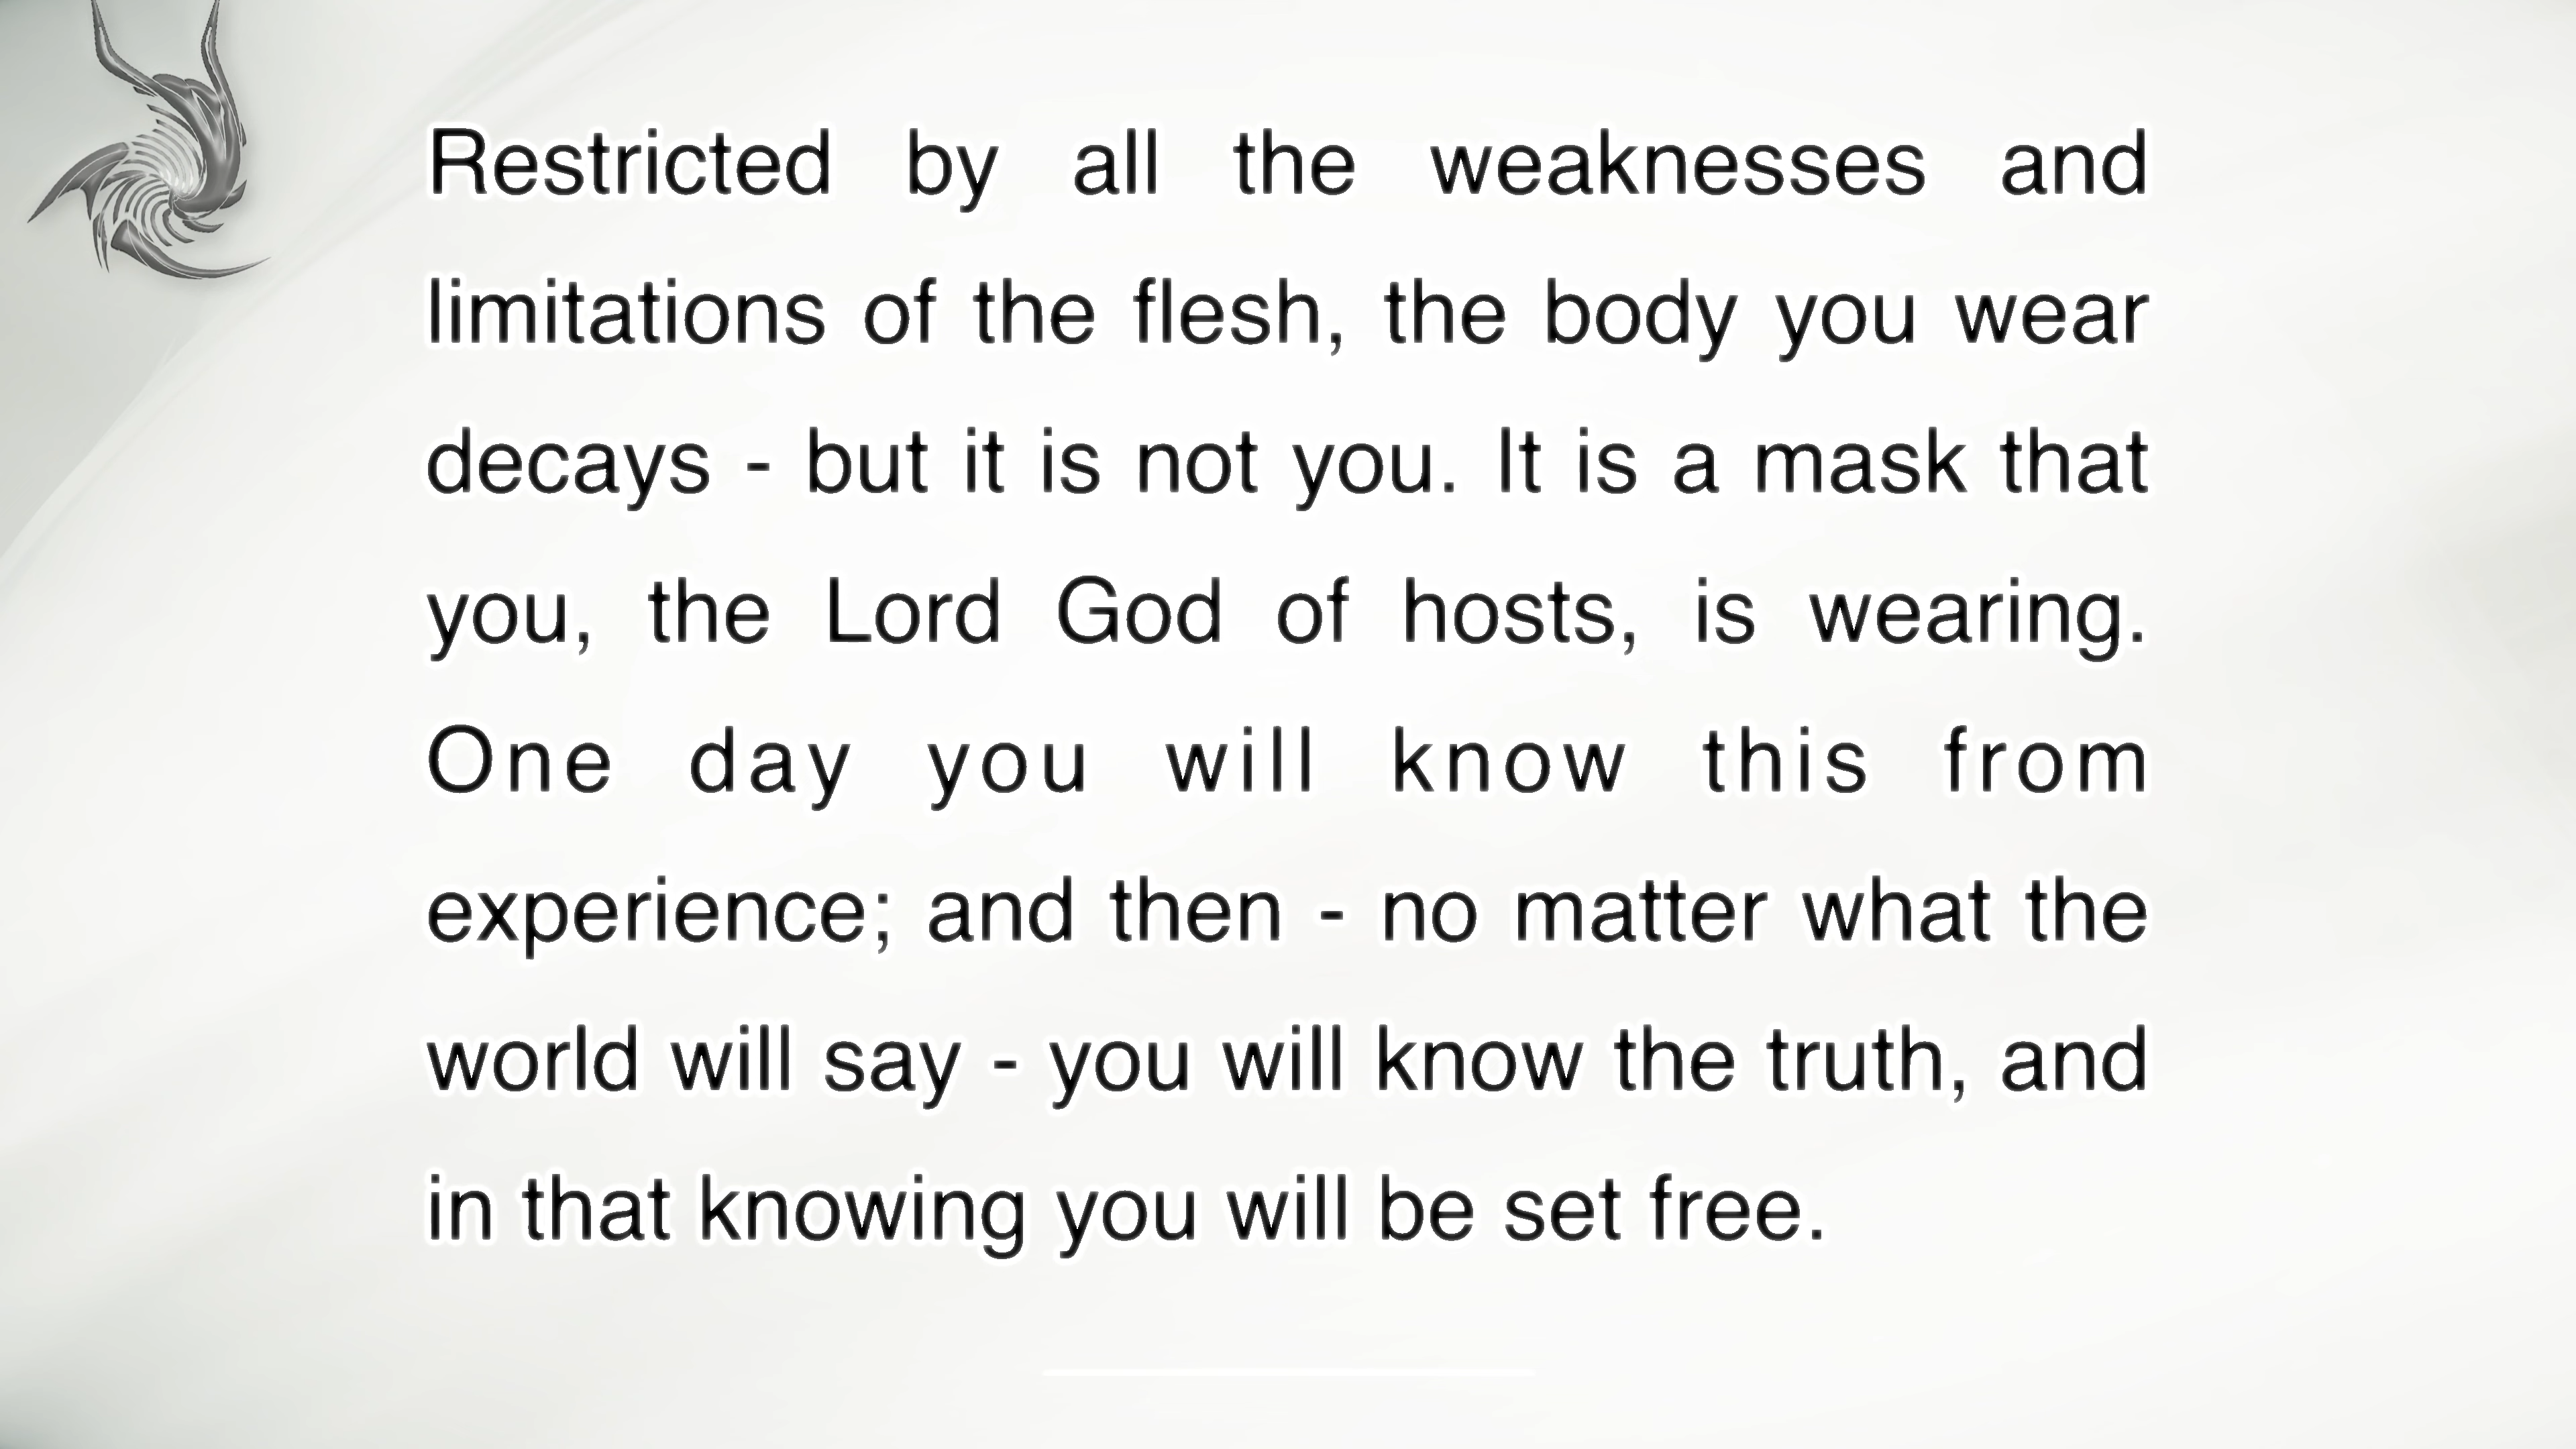 Restricted by all the weaknesses and
limitations of the flesh, the body you wear
decays - but it is not you. It is a mask that
you, the Lord God of hosts, is wearing.
One day you will know this from
experience; and then - no matter what the
world will say - you will know the truth, and
in that knowing you will be set free.